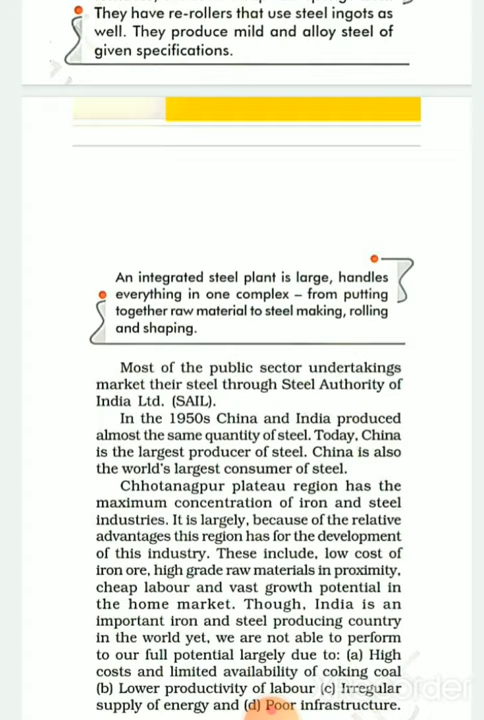 They have re-rollers that use steel ingots as
well. They produce mild and alloy steel of
given specifications.
An integrated steel plant is large, handles
everything in one complex – from putting
together raw material to steel making, rolling
and shaping.
Most of the public sector undertakings
market their steel through Steel Authority of
India Ltd. (SAIL).
In the 1950s China and India produced
almost the same quantity of steel. Today, China
is the largest producer of steel. China is also
the world's largest consumer of steel.
Chhotanagpur plateau region has the
maximum concentration of iron and steel
industries. It is largely, because of the relative
advantages this region has for the development
of this industry. These include, low cost of
iron ore, high grade raw materials in proximity,
cheap labour and vast growth potential in
the home market. Though, India is an
important iron and steel producing country
in the world yet, we are not able to perform
to our full potential largely due to: (a) High
costs and limited availability of coking coal
(b) Lower productivity of labour (c) Irregular
supply of energy and (d) Poor infrastructure.